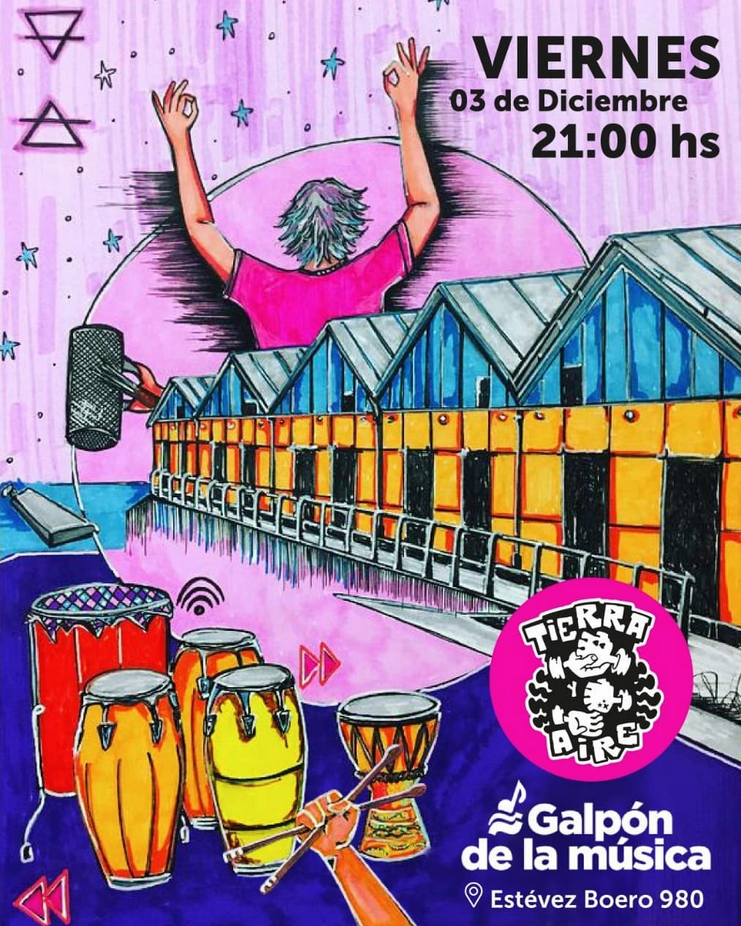 VIERNES
03 de Diciembre
21:00 hs
TIERRA
Y
AIRE
Galpón
de la música
Estévez Boero 980